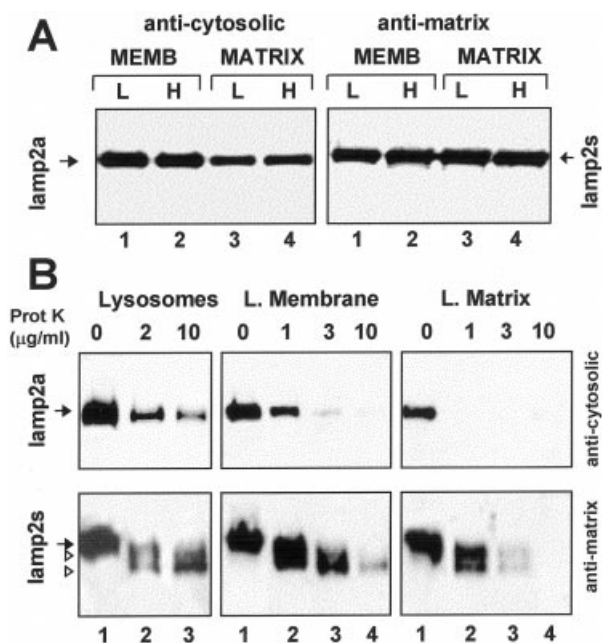 A
anti-cytosolic anti-matrix
MEMB MATRIX MEMB MATRIX
L H L H L H L H
lamp2a lamp2s
1 2 3 4 1 2 3 4
B
Lysosomes L. Membrane L. Matrix
Prot K
(μg/ml)
0 2 10 0 1 3 10 0 1 3 10
lamp2a anti-cytosolic
lamp2s anti-matrix
1 2 3 1 2 3 4 1 2 3 4